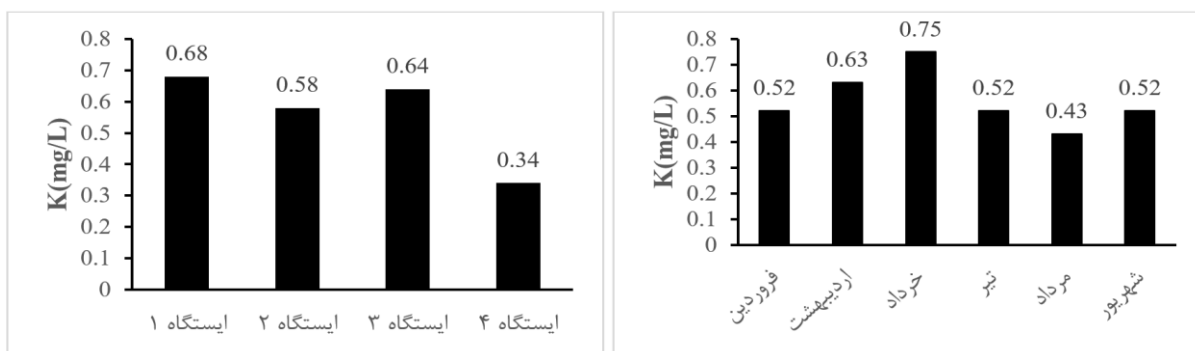 K(mg/L)
0.8
0.7
0.6
0.5
0.4
0.3
0.2
0.1
0
0.68
0.58
0.64
0.34
ایستگاه ۱
ایستگاه ۲
ایستگاه ۳
ایستگاه ۴
K(mg/L)
0.8
0.7
0.6
0.5
0.4
0.3
0.2
0.1
0
0.52
0.63
0.75
0.52
0.43
0.52
فروردین
اردیبهشت
خرداد
تیر
مرداد
شهریور